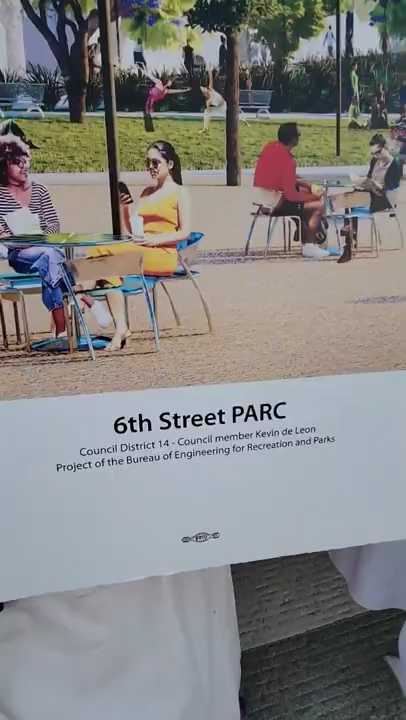 6th Street PARC
Council District 14 - Council member Kevin de Leon
Project of the Bureau of Engineering for Recreation and Parks